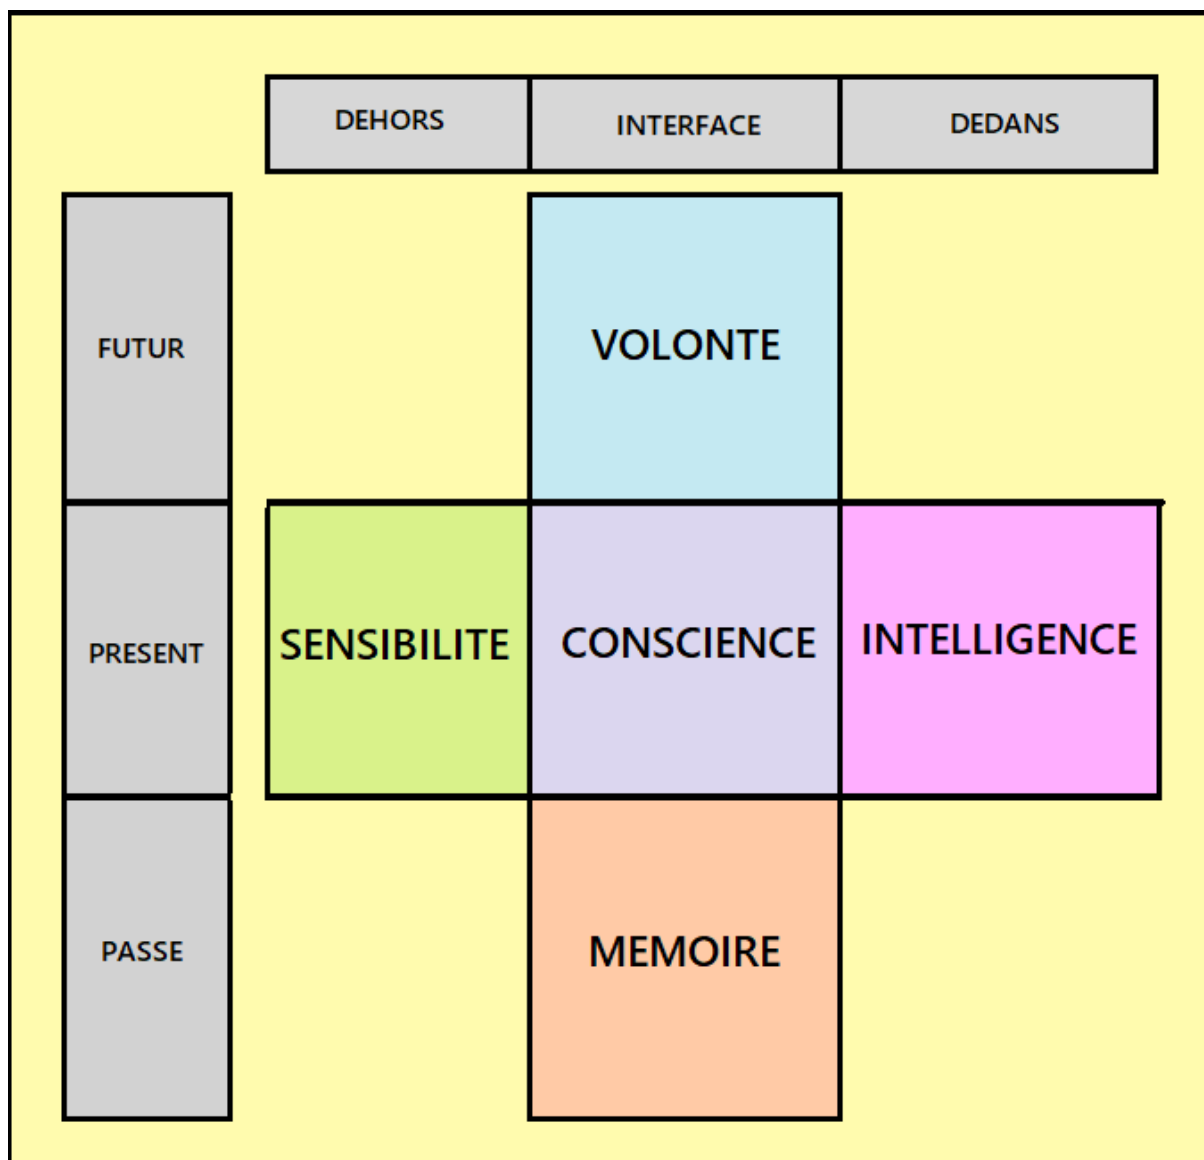 DEHORS
INTERFACE
DEDANS
FUTUR
VOLONTE
PRESENT
SENSIBILITE
CONSCIENCE
INTELLIGENCE
PASSE
MEMOIRE